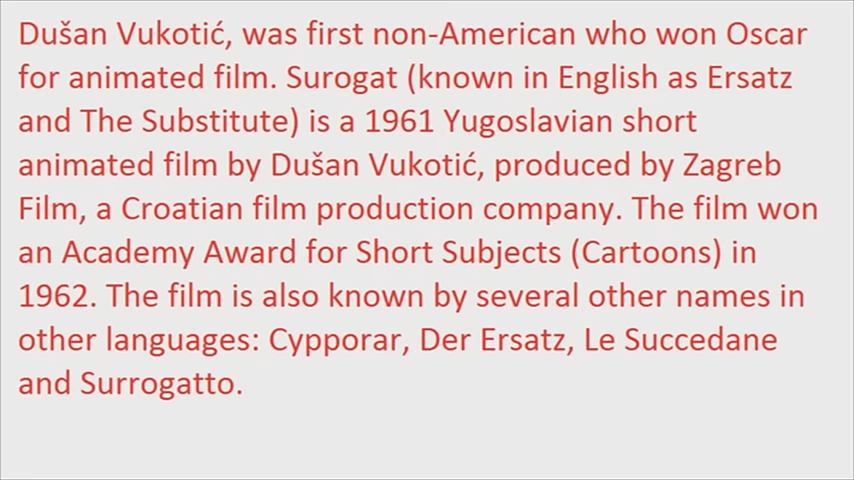 Dušan Vukotić, was first non-American who won Oscar
for animated film. Surogat (known in English as Ersatz
and The Substitute) is a 1961 Yugoslavian short
animated film by Dušan Vukotić, produced by Zagreb
Film, a Croatian film production company. The film won
an Academy Award for Short Subjects (Cartoons) in
1962. The film is also known by several other names in
other languages: Cypporar, Der Ersatz, Le Succedane
and Surrogatto.